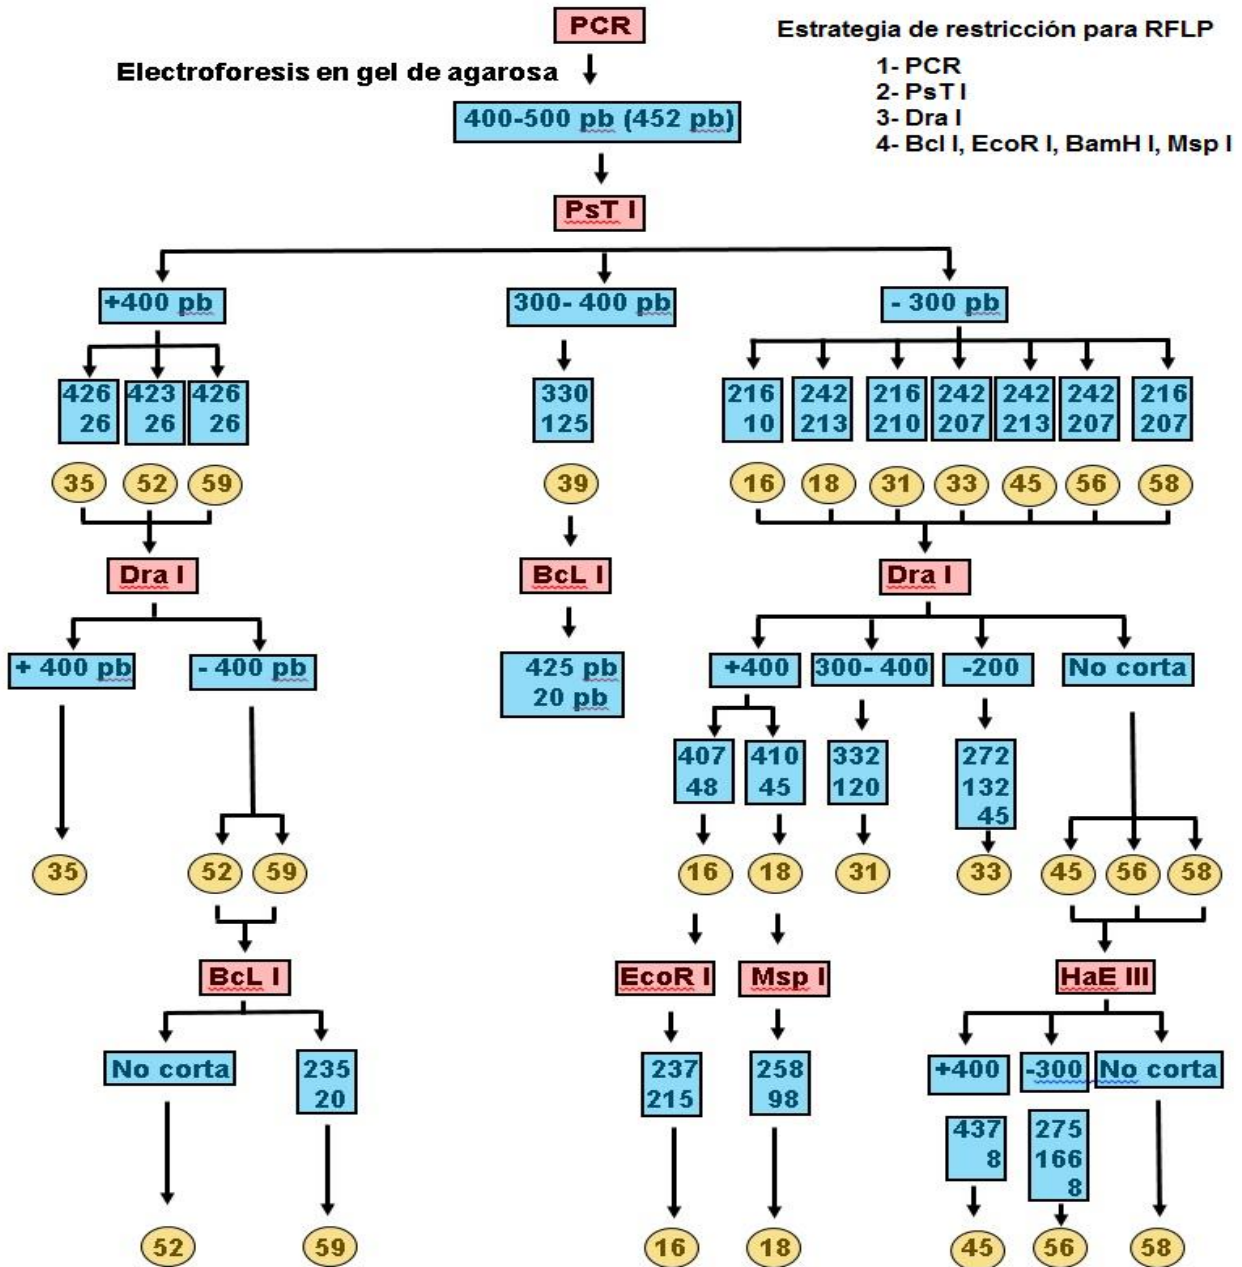 PCR
Estrategia de restricción para RFLP
1- PCR
2- PsT I
3- Dra I
4- Bcl I, EcoR I, BamH I, Msp I
Electroforesis en gel de agarosa
400-500 pb (452 pb)
PsT I
+400 pb
300- 400 pb
- 300 pb
426 423 426
26 26 26
330
125
216 242 216 242 242 242 216
10 213 210 207 213 207 207
35 52 59
39
16 18 31 33 45 56 58
Dra I
BcL I
Dra I
+ 400 pb
- 400 pb
425 pb
20 pb
+400
300- 400
-200
No corta
407 410 332 272
48 45 120 132
45
35
52 59
16 18 31 33 45 56 58
BcL I
EcoR I
Msp I
HaE III
No corta
235
20
237
215
258
98
+400
-300
No corta
437
8
275
166
8
52
59
16
18
45
56
58